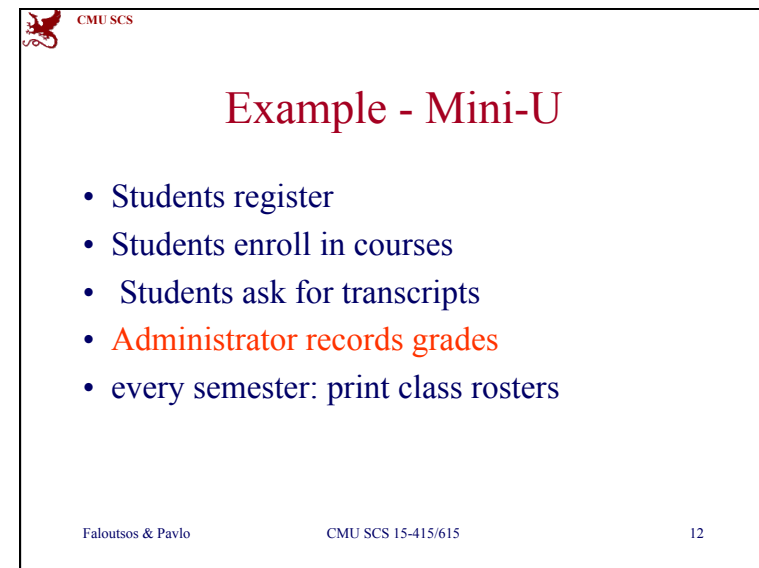 CMU SCS
Example - Mini-U
• Students register
• Students enroll in courses
• Students ask for transcripts
• Administrator records grades
• every semester: print class rosters
Faloutsos & Pavlo CMU SCS 15-415/615 12